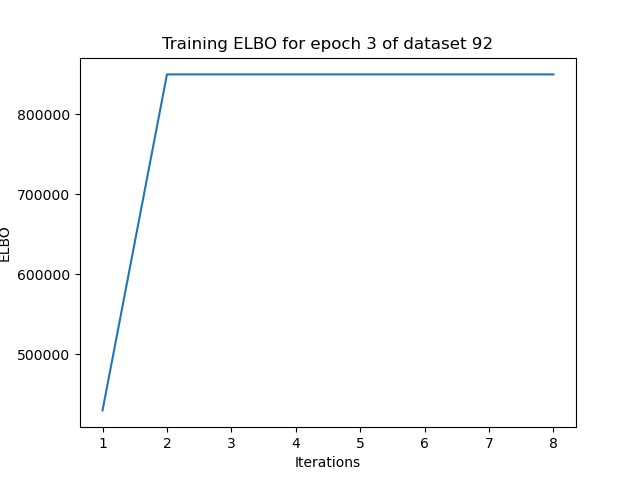 Training ELBO for epoch 3 of dataset 92
800000
700000
600000
500000
ELBO
1 2 3 4 5 6 7 8
Iterations